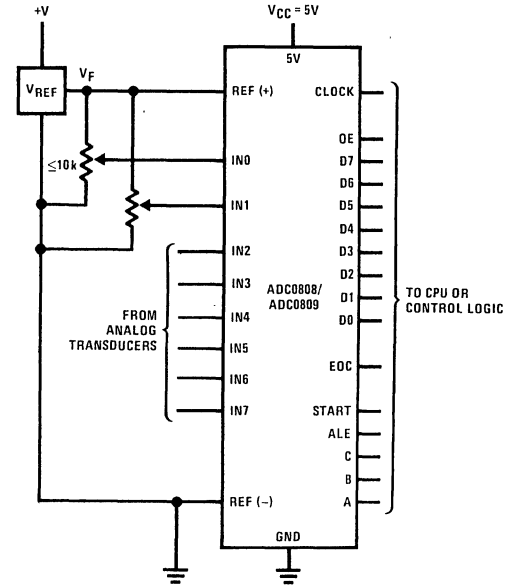 +V
VCC = 5V
VREF
VF
≤10k
5V
REF (+)
IN0
IN1
IN2
IN3
IN4
IN5
IN6
IN7
REF (−)
FROM
ANALOG
TRANSDUCERS
ADC0808/
ADC0809
GND
CLOCK
OE
D7
D6
D5
D4
D3
D2
D1
D0
EOC
START
ALE
C
B
A
TO CPU OR
CONTROL LOGIC